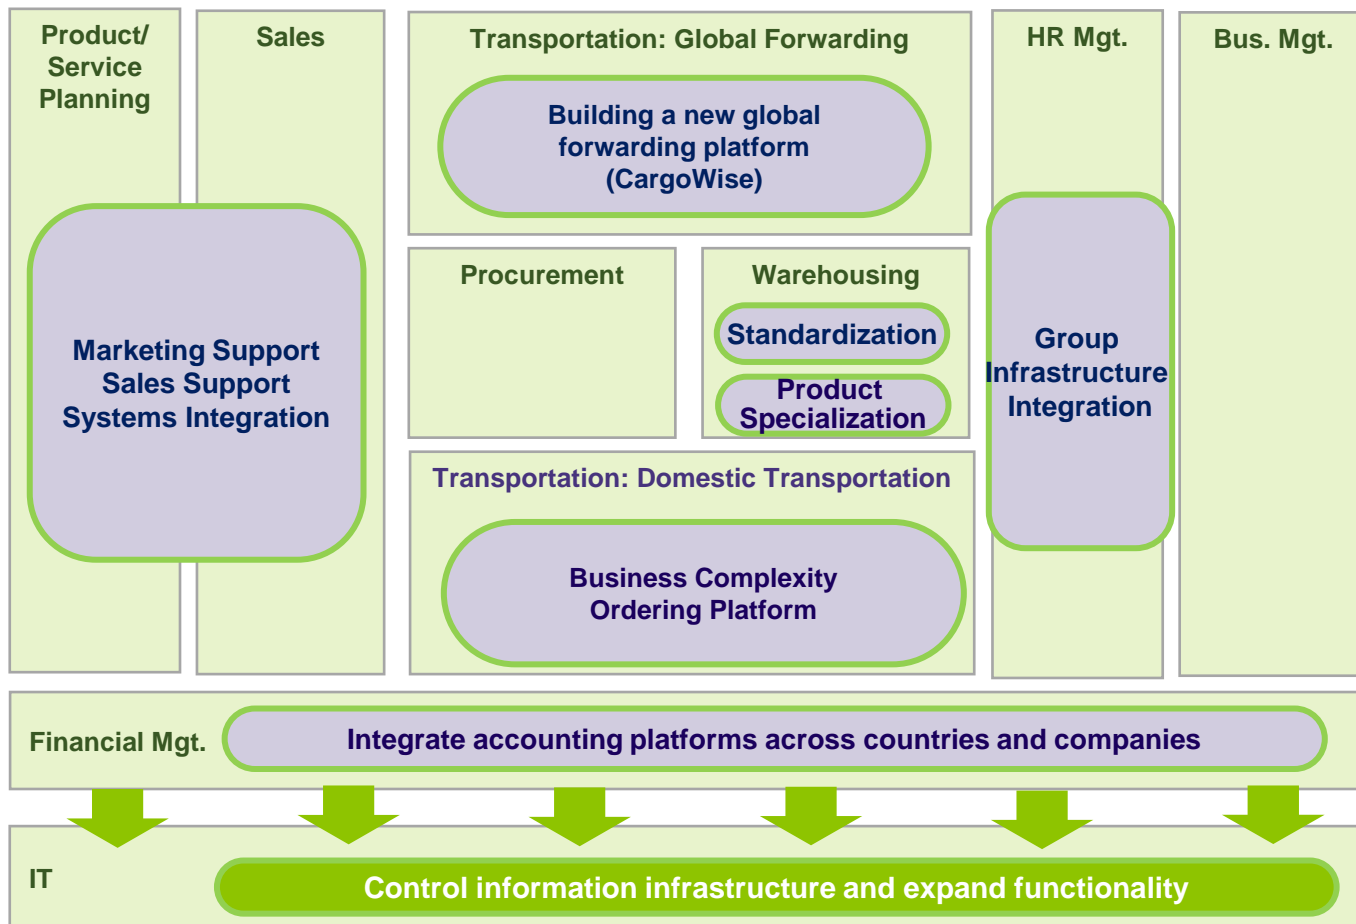 Product/
Service
Planning
Sales
Transportation: Global Forwarding
HR Mgt.
Bus. Mgt.
Building a new global
forwarding platform
(CargoWise)
Procurement
Warehousing
Standardization
Product
Specialization
Marketing Support
Sales Support
Systems Integration
Group
Infrastructure
Integration
Transportation: Domestic Transportation
Business Complexity
Ordering Platform
Financial Mgt.
Integrate accounting platforms across countries and companies
IT
Control information infrastructure and expand functionality